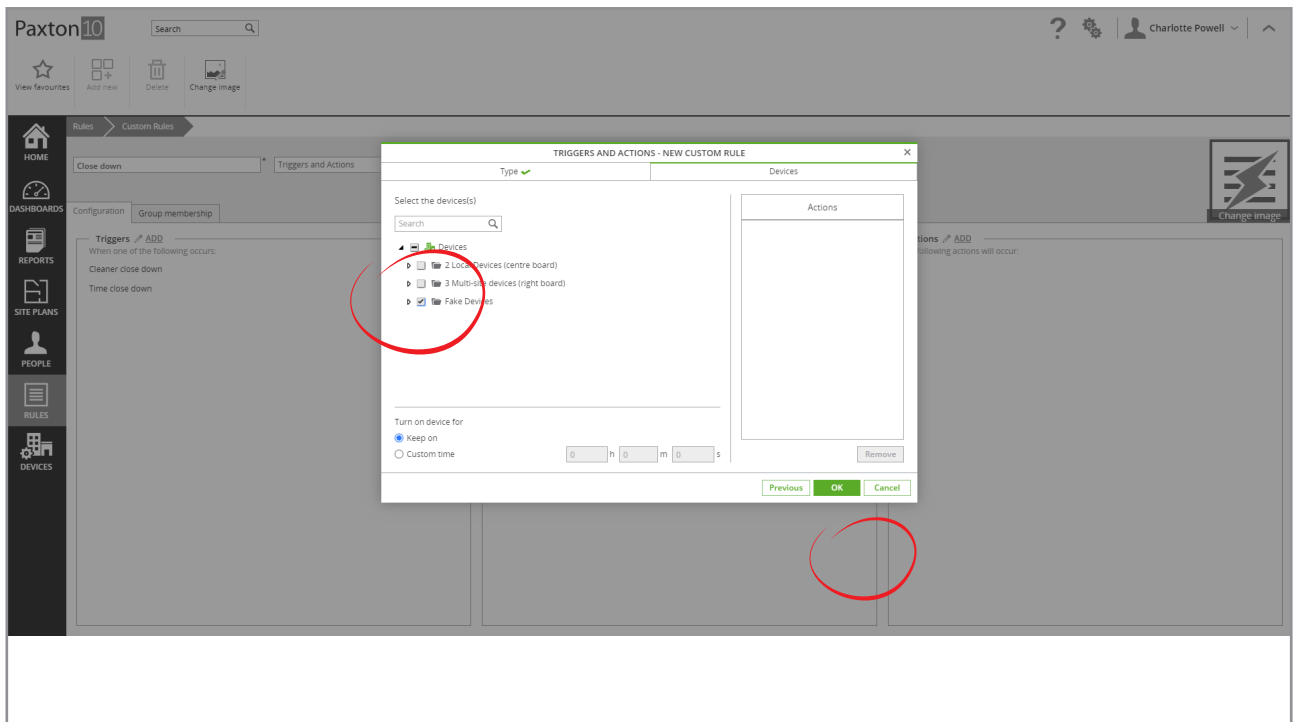 Paxton10
Search
Charlotte Powell
View favourites
Add new
Delete
Change image
HOME
DASHBOARDS
REPORTS
SITE PLANS
PEOPLE
RULES
DEVICES
Rules
Custom Rules
Close down
* Triggers and Actions
Change image
Configuration
Group membership
Triggers ADD
When one of the following occurs:
Cleaner close down
Time close down
ADD
following actions will occur:
TRIGGERS AND ACTIONS - NEW CUSTOM RULE
Type
Devices
Select the devices(s)
Search
Devices
2 Local Devices (centre board)
3 Multi-site devices (right board)
Fake Devices
Turn on device for
Keep on
Custom time
0 h 0 m 0 s
Actions
Remove
Previous
OK
Cancel